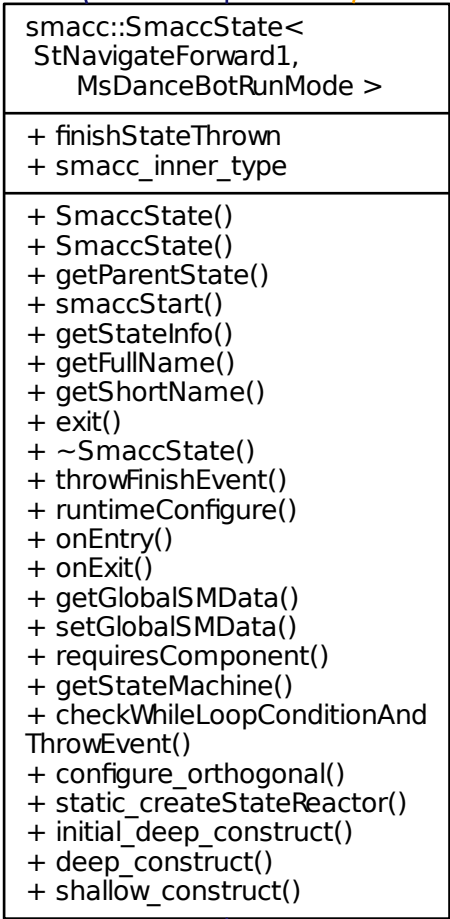 smacc::SmaccState<
StNavigateForward1,
MsDanceBotRunMode >
+ finishStateThrown
+ smacc_inner_type
+ SmaccState()
+ SmaccState()
+ getParentState()
+ smaccStart()
+ getStateInfo()
+ getFullName()
+ getShortName()
+ exit()
+ ~SmaccState()
+ throwFinishEvent()
+ runtimeConfigure()
+ onEntry()
+ onExit()
+ getGlobalSMData()
+ setGlobalSMData()
+ requiresComponent()
+ getStateMachine()
+ checkWhileLoopConditionAnd
ThrowEvent()
+ configure_orthogonal()
+ static_createStateReactor()
+ initial_deep_construct()
+ deep_construct()
+ shallow_construct()